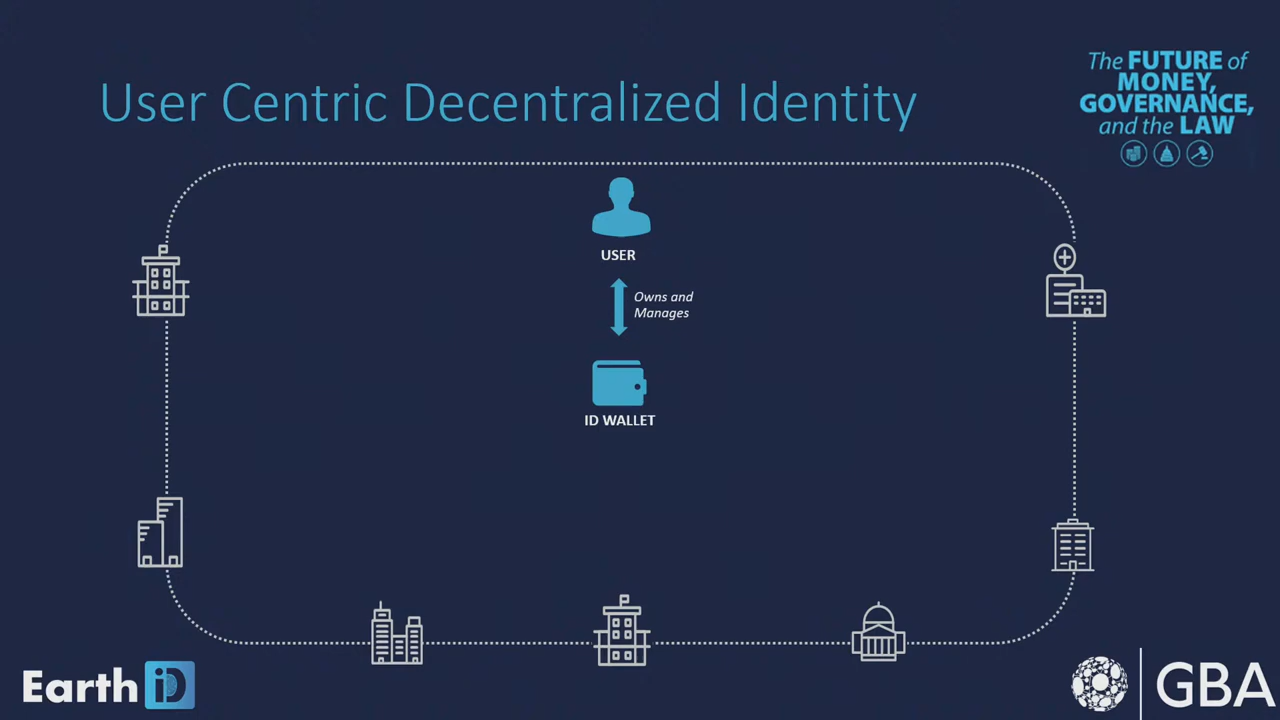 User Centric Decentralized Identity
The FUTURE of
MONEY,
GOVERNANCE,
and the LAW
USER
Owns and
Manages
ID WALLET
Earth iD
GBA